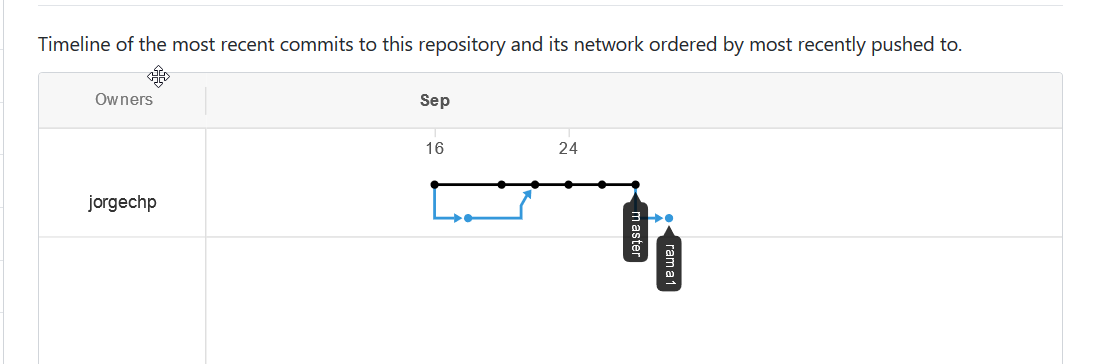 Timeline of the most recent commits to this repository and its network ordered by most recently pushed to.
Owners
Sep
16
24
jorgechp
master
rama1